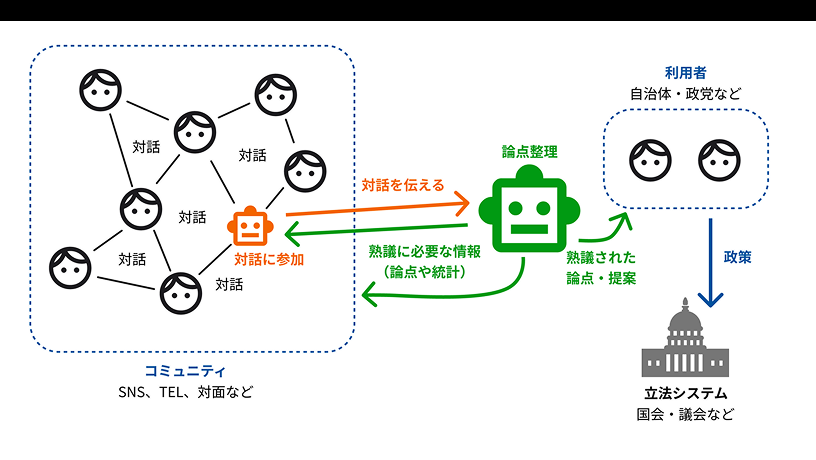 対話
対話
対話
対話
対話
対話に参加
コミュニティ
SNS、TEL、対面など
対話を伝える
熟議に必要な情報
（論点や統計）
論点整理
熟議された
論点・提案
利用者
自治体・政党など
政策
立法システム
国会・議会など